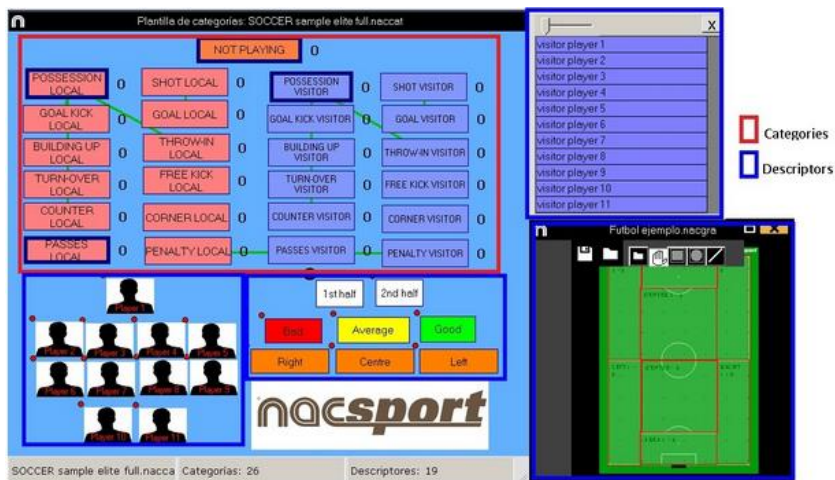 Plantilla de categorías: SOCCER sample elite full.naccat
NOT PLAYING 0
POSSESSION LOCAL 0
SHOT LOCAL 0
POSSESSION VISITOR 0
SHOT VISITOR 0
GOAL KICK LOCAL 0
GOAL LOCAL 0
GOAL KICK VISITOR 0
GOAL VISITOR 0
BUILDING UP LOCAL 0
THROW-IN LOCAL 0
BUILDING UP VISITOR 0
THROW-IN VISITOR 0
TURN-OVER LOCAL 0
FREE KICK LOCAL 0
TURN-OVER VISITOR 0
FREE KICK VISITOR 0
COUNTER LOCAL 0
CORNER LOCAL 0
COUNTER VISITOR 0
CORNER VISITOR 0
PASSES LOCAL 0
PENALTY LOCAL 0
PASSES VISITOR 0
PENALTY VISITOR 0
Player 1
Player 2
Player 3
Player 4
Player 5
Player 6
Player 7
Player 8
Player 9
Player 10
Player 11
1st half
2nd half
Bad
Average
Good
Right
Centre
Left
nacsport
SOCCER sample elite full.nacca
Categorías: 26
Descriptores: 19
X
visitor player 1
visitor player 2
visitor player 3
visitor player 4
visitor player 5
visitor player 6
visitor player 7
visitor player 8
visitor player 9
visitor player 10
visitor player 11
Categories
Descriptors
Futbol ejemplo.nacgra